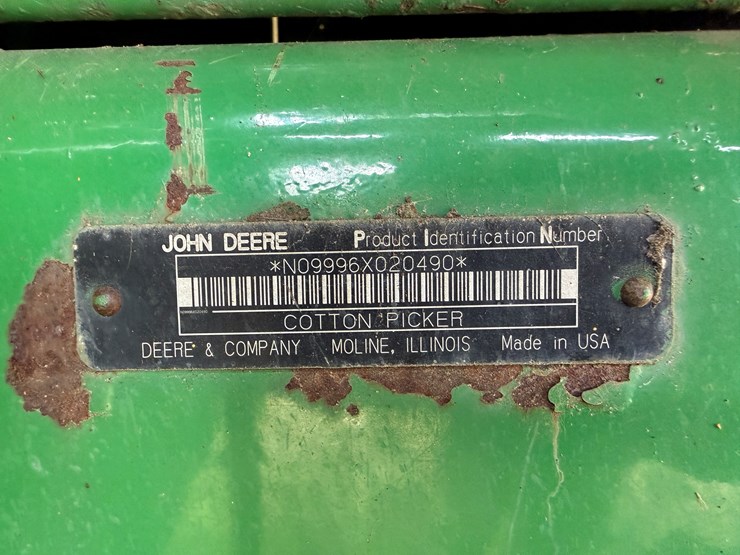 JOHN DEERE Product Identification Number
*N09996X020490*
COTTON PICKER
DEERE & COMPANY MOLINE, ILLINOIS Made in USA